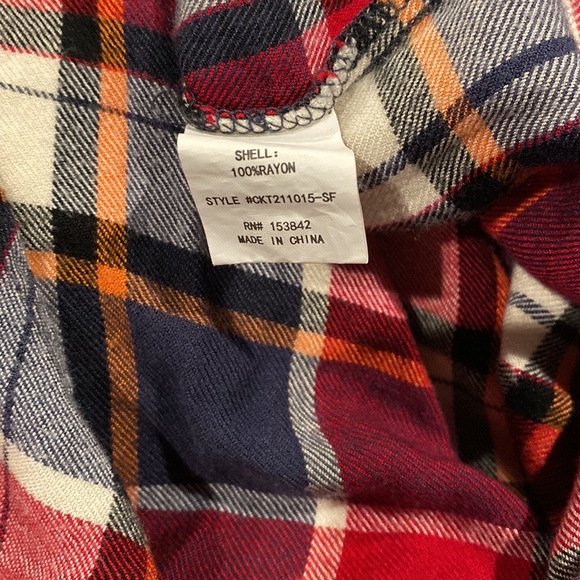 SHELL:
100%RAYON
STYLE #CKT211015-SF
RN# 153842
MADE IN CHINA